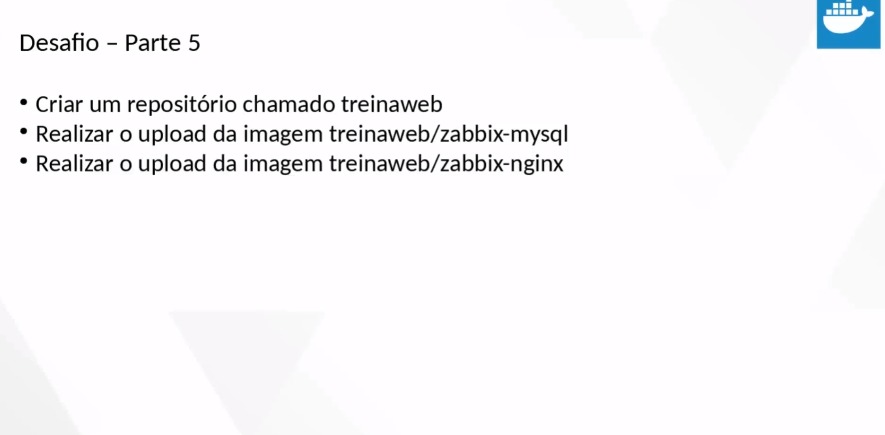 Desafio – Parte 5
• Criar um repositório chamado treinaweb
• Realizar o upload da imagem treinaweb/zabbix-mysql
• Realizar o upload da imagem treinaweb/zabbix-nginx